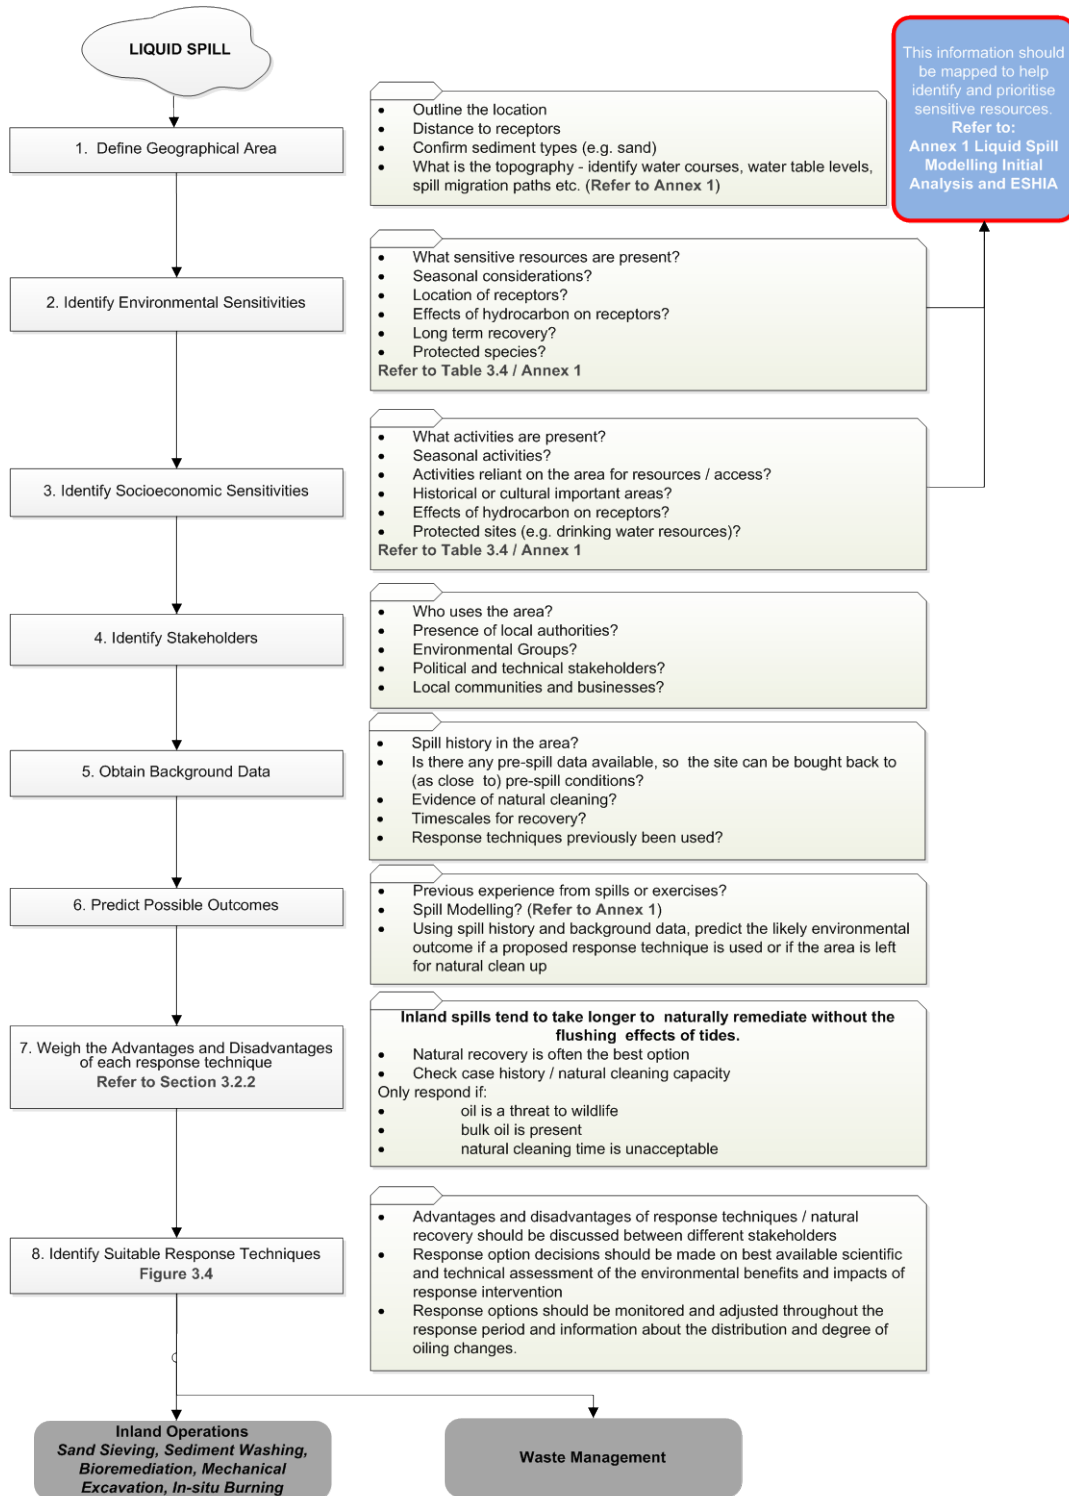 LIQUID SPILL
This information should
be mapped to help
identify and prioritise
sensitive resources.
Refer to:
Annex 1 Liquid Spill
Modelling Initial
Analysis and ESHIA
1. Define Geographical Area
• Outline the location
• Distance to receptors
• Confirm sediment types (e.g. sand)
• What is the topography - identify water courses, water table levels,
spill migration paths etc. (Refer to Annex 1)
2. Identify Environmental Sensitivities
• What sensitive resources are present?
• Seasonal considerations?
• Location of receptors?
• Effects of hydrocarbon on receptors?
• Long term recovery?
• Protected species?
Refer to Table 3.4 / Annex 1
3. Identify Socioeconomic Sensitivities
• What activities are present?
• Seasonal activities?
• Activities reliant on the area for resources / access?
• Historical or cultural important areas?
• Effects of hydrocarbon on receptors?
• Protected sites (e.g. drinking water resources)?
Refer to Table 3.4 / Annex 1
4. Identify Stakeholders
• Who uses the area?
• Presence of local authorities?
• Environmental Groups?
• Political and technical stakeholders?
• Local communities and businesses?
5. Obtain Background Data
• Spill history in the area?
• Is there any pre-spill data available, so the site can be bought back to
(as close to) pre-spill conditions?
• Evidence of natural cleaning?
• Timescales for recovery?
• Response techniques previously been used?
6. Predict Possible Outcomes
• Previous experience from spills or exercises?
• Spill Modelling? (Refer to Annex 1)
• Using spill history and background data, predict the likely environmental
outcome if a proposed response technique is used or if the area is left
for natural clean up
7. Weigh the Advantages and Disadvantages
of each response technique
Refer to Section 3.2.2
Inland spills tend to take longer to naturally remediate without the
flushing effects of tides.
• Natural recovery is often the best option
• Check case history / natural cleaning capacity
Only respond if:
• oil is a threat to wildlife
• bulk oil is present
• natural cleaning time is unacceptable
8. Identify Suitable Response Techniques
Figure 3.4
• Advantages and disadvantages of response techniques / natural
recovery should be discussed between different stakeholders
• Response option decisions should be made on best available scientific
and technical assessment of the environmental benefits and impacts of
response intervention
• Response options should be monitored and adjusted throughout the
response period and information about the distribution and degree of
oiling changes.
Inland Operations
Sand Sieving, Sediment Washing,
Bioremediation, Mechanical
Excavation, In-situ Burning
Waste Management